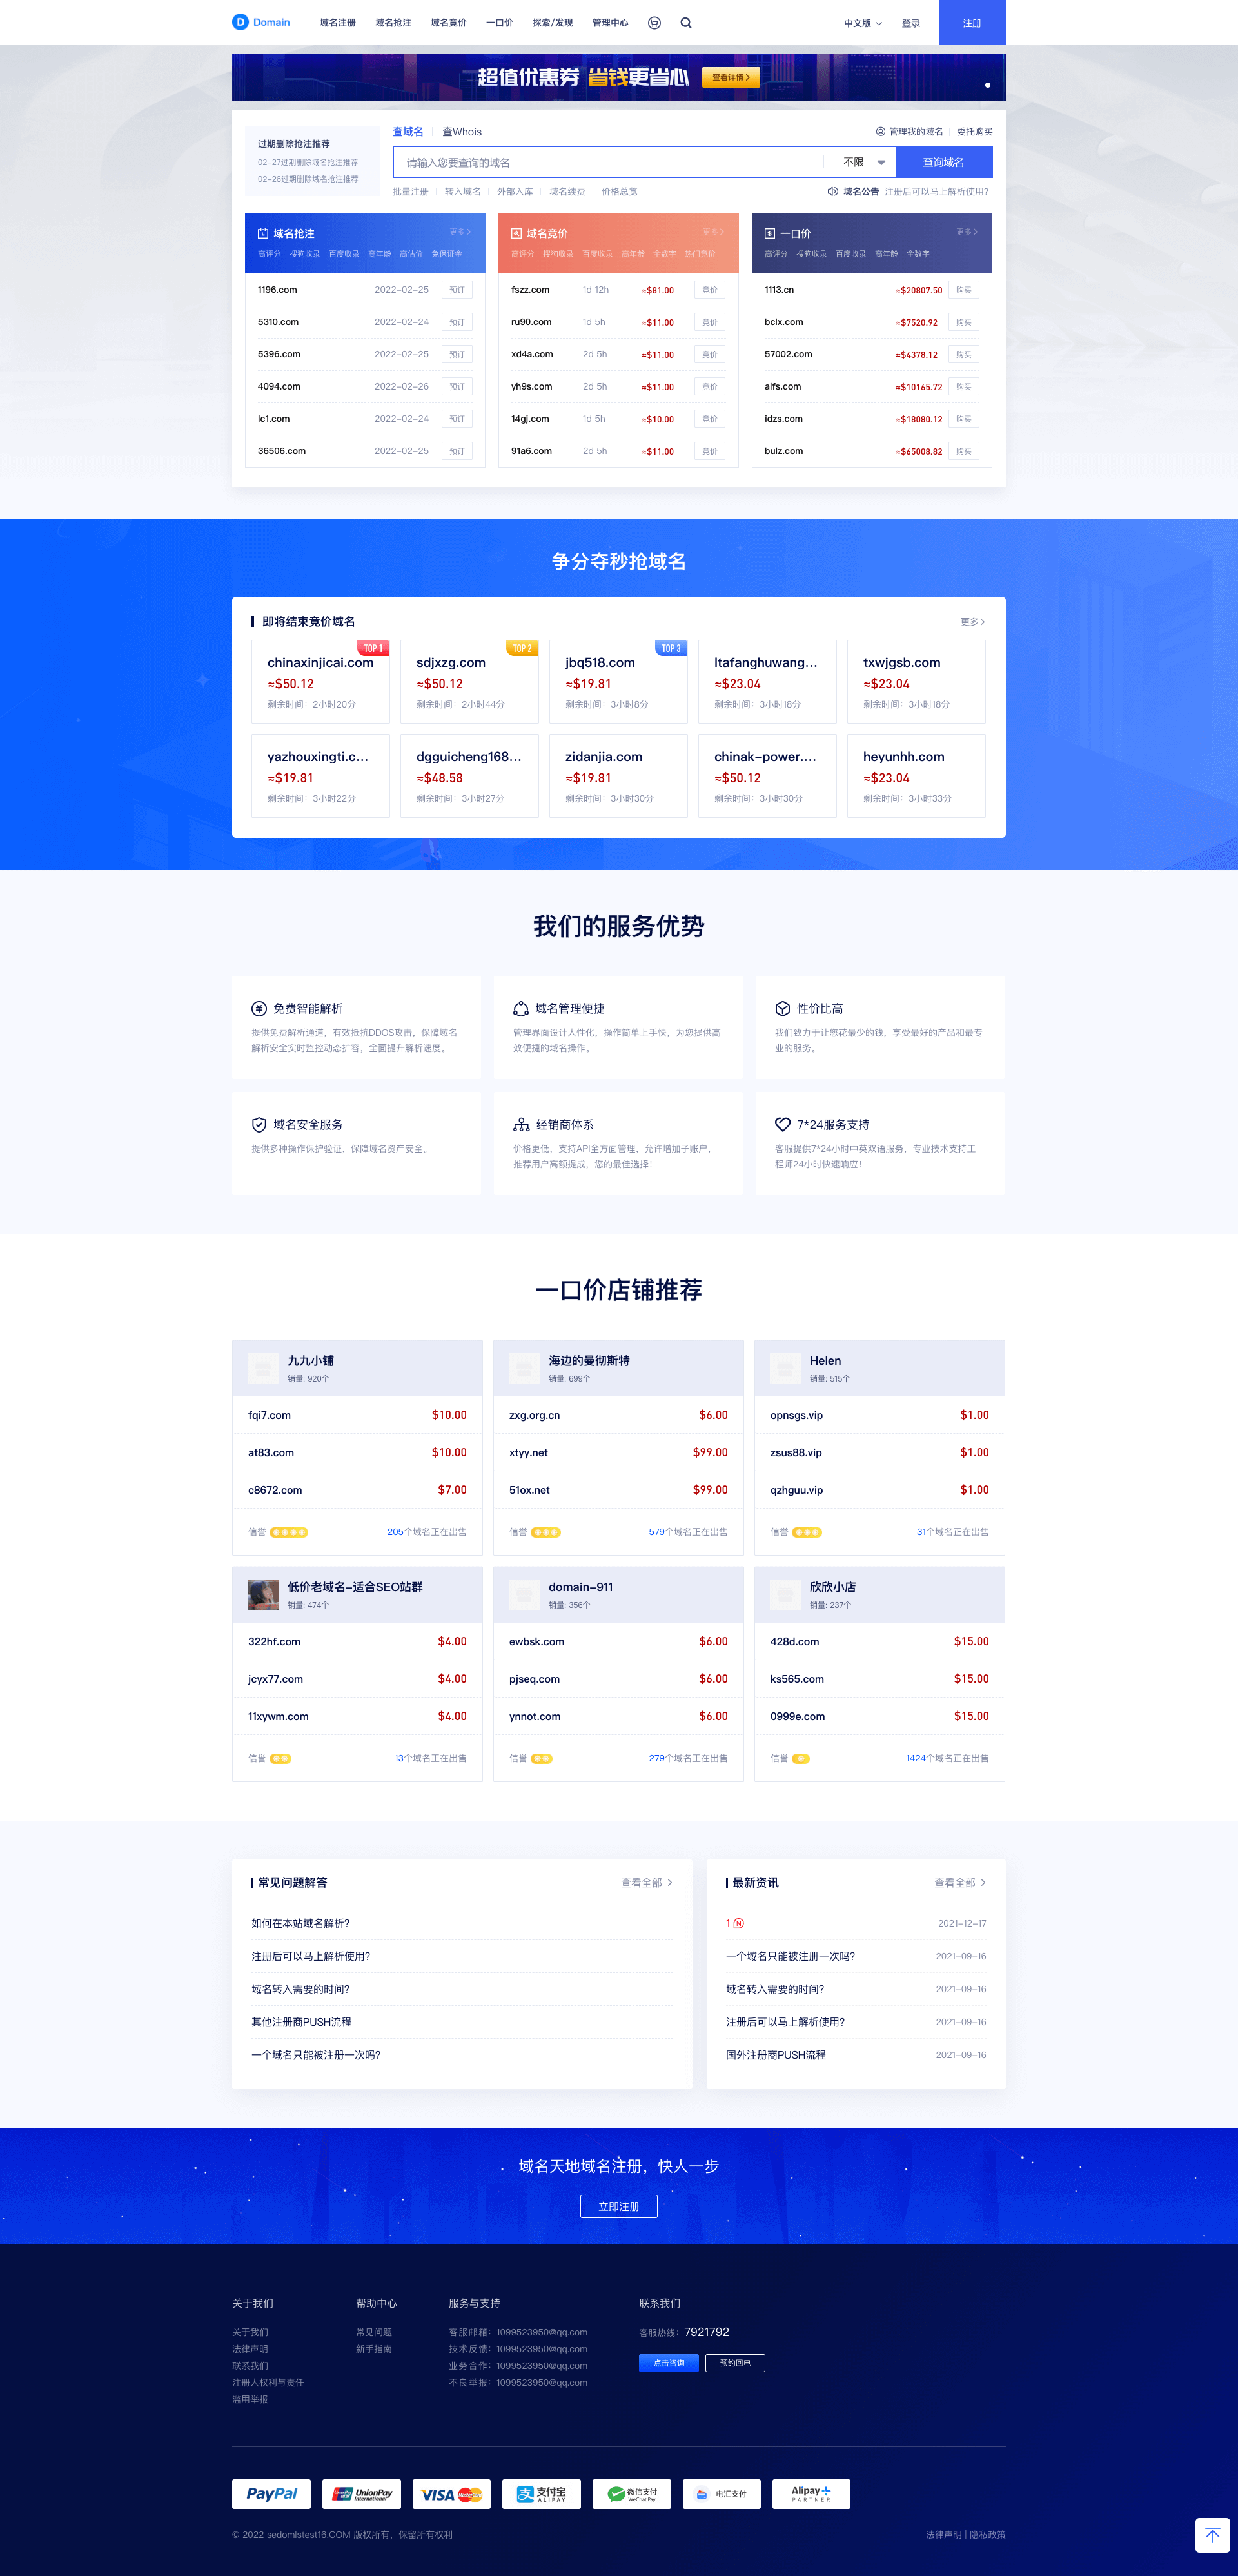 Domain
域名注册 域名抢注 域名竞价 一口价 探索/发现 管理中心
中文版 登录 注册
超值优惠券 省钱更省心 查看详情
过期删除抢注推荐
02-27过期删除域名抢注推荐
02-26过期删除域名抢注推荐
查域名 查Whois
管理我的域名 委托购买
请输入您要查询的域名 不限 查询域名
批量注册 转入域名 外部入库 域名续费 价格总览
域名公告 注册后可以马上解析使用?
域名抢注 更多
高评分 搜狗收录 百度收录 高年龄 高估价 免保证金
1196.com 2022-02-25 预订
5310.com 2022-02-24 预订
5396.com 2022-02-25 预订
4094.com 2022-02-26 预订
lc1.com 2022-02-24 预订
36506.com 2022-02-25 预订
域名竞价 更多
高评分 搜狗收录 百度收录 高年龄 全数字 热门竞价
fszz.com 1d 12h ≈$81.00 竞价
ru90.com 1d 5h ≈$11.00 竞价
xd4a.com 2d 5h ≈$11.00 竞价
yh9s.com 2d 5h ≈$11.00 竞价
14gj.com 1d 5h ≈$10.00 竞价
91a6.com 2d 5h ≈$11.00 竞价
一口价 更多
高评分 搜狗收录 百度收录 高年龄 全数字
1113.cn ≈$20807.50 购买
bclx.com ≈$7520.92 购买
57002.com ≈$4378.12 购买
alfs.com ≈$10165.72 购买
idzs.com ≈$18080.12 购买
bulz.com ≈$65008.82 购买
争分夺秒抢域名
即将结束竞价域名 更多
TOP 1
chinaxinjicai.com
≈$50.12
剩余时间：2小时20分
TOP 2
sdjxzg.com
≈$50.12
剩余时间：2小时44分
TOP 3
jbq518.com
≈$19.81
剩余时间：3小时8分
ltafanghuwang...
≈$23.04
剩余时间：3小时18分
txwjgsb.com
≈$23.04
剩余时间：3小时18分
yazhouxingti.c...
≈$19.81
剩余时间：3小时22分
dgguicheng168...
≈$48.58
剩余时间：3小时27分
zidanjia.com
≈$19.81
剩余时间：3小时30分
chinak-power....
≈$50.12
剩余时间：3小时30分
heyunhh.com
≈$23.04
剩余时间：3小时33分
我们的服务优势
免费智能解析
提供免费解析通道，有效抵抗DDOS攻击，保障域名
解析安全实时监控动态扩容，全面提升解析速度。
域名管理便捷
管理界面设计人性化，操作简单上手快，为您提供高
效便捷的域名操作。
性价比高
我们致力于让您花最少的钱，享受最好的产品和最专
业的服务。
域名安全服务
提供多种操作保护验证，保障域名资产安全。
经销商体系
价格更低，支持API全方面管理，允许增加子账户，
推荐用户高额提成，您的最佳选择！
7*24服务支持
客服提供7*24小时中英双语服务，专业技术支持工
程师24小时快速响应！
一口价店铺推荐
九九小铺
销量: 920个
fqi7.com $10.00
at83.com $10.00
c8672.com $7.00
信誉 205个域名正在出售
海边的曼彻斯特
销量: 699个
zxg.org.cn $6.00
xtyy.net $99.00
51ox.net $99.00
信誉 579个域名正在出售
Helen
销量: 515个
opnsgs.vip $1.00
zsus88.vip $1.00
qzhguu.vip $1.00
信誉 31个域名正在出售
低价老域名-适合SEO站群
销量: 474个
322hf.com $4.00
jcyx77.com $4.00
11xywm.com $4.00
信誉 13个域名正在出售
domain-911
销量: 356个
ewbsk.com $6.00
pjseq.com $6.00
ynnot.com $6.00
信誉 279个域名正在出售
欣欣小店
销量: 237个
428d.com $15.00
ks565.com $15.00
0999e.com $15.00
信誉 1424个域名正在出售
常见问题解答 查看全部
如何在本站域名解析？
注册后可以马上解析使用？
域名转入需要的时间？
其他注册商PUSH流程
一个域名只能被注册一次吗？
最新资讯 查看全部
1 N 2021-12-17
一个域名只能被注册一次吗？ 2021-09-16
域名转入需要的时间？ 2021-09-16
注册后可以马上解析使用？ 2021-09-16
国外注册商PUSH流程 2021-09-16
域名天地域名注册，快人一步
立即注册
关于我们
关于我们
法律声明
联系我们
注册人权利与责任
滥用举报
帮助中心
常见问题
新手指南
服务与支持
客服邮箱：1099523950@qq.com
技术反馈：1099523950@qq.com
业务合作：1099523950@qq.com
不良举报：1099523950@qq.com
联系我们
客服热线：7921792
点击咨询 预约回电
PayPal UnionPay International VISA MasterCard 支付宝 ALIPAY 微信支付 WeChat Pay 电汇支付 Alipay+ PARTNER
© 2022 sedomlstest16.COM 版权所有，保留所有权利
法律声明 | 隐私政策